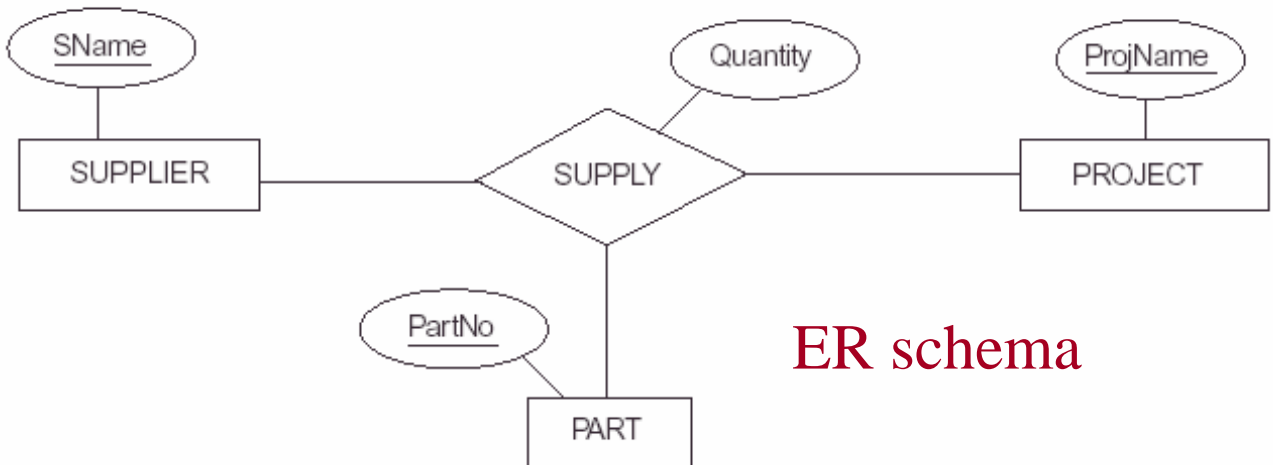 SName
Quantity
ProjName
SUPPLIER
SUPPLY
PROJECT
PartNo
ER schema
PART